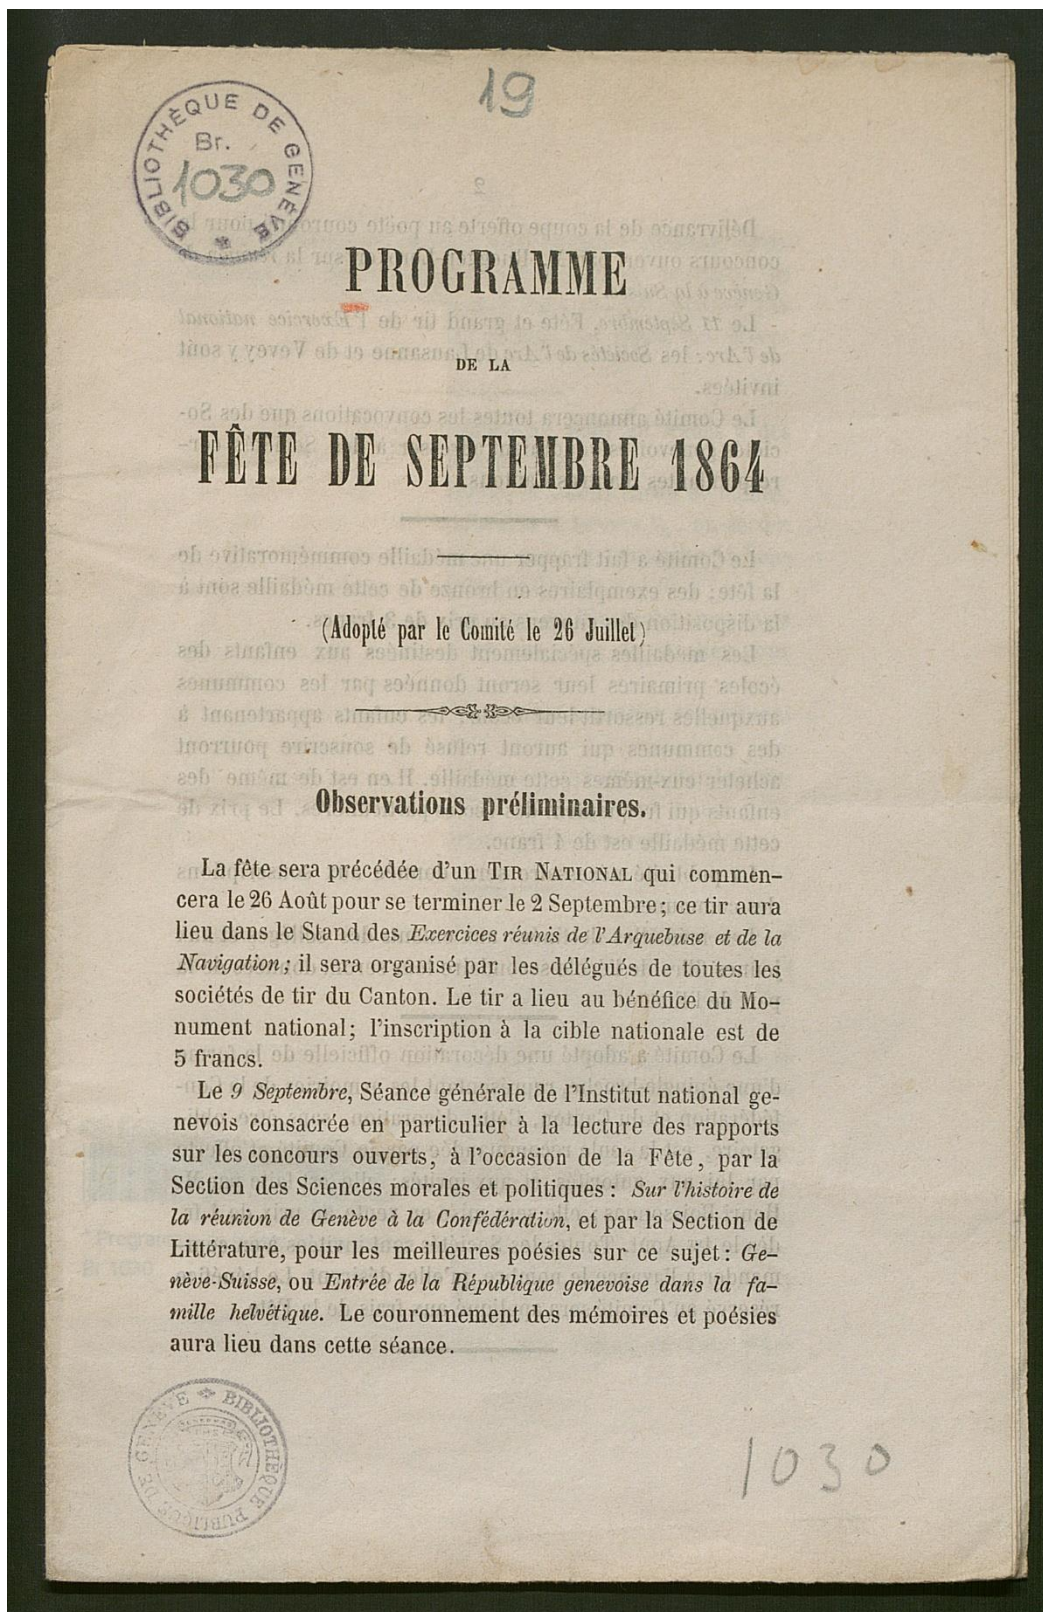 19
BIBLIOTHÈQUE DE GENÈVE
Br.
1030
PROGRAMME
DE LA
FÊTE DE SEPTEMBRE 1864
(Adopté par le Comité le 26 Juillet)
Observations préliminaires.
La fête sera précédée d'un TIR NATIONAL qui commen-
cera le 26 Août pour se terminer le 2 Septembre; ce tir aura
lieu dans le Stand des Exercices réunis de l'Arquebuse et de la
Navigation; il sera organisé par les délégués de toutes les
sociétés de tir du Canton. Le tir a lieu au bénéfice du Mo-
nument national; l'inscription à la cible nationale est de
5 francs.
Le 9 Septembre, Séance générale de l'Institut national ge-
nevois consacrée en particulier à la lecture des rapports
sur les concours ouverts, à l'occasion de la Fête, par la
Section des Sciences morales et politiques : Sur l'histoire de
la réunion de Genève à la Confédération, et par la Section de
Littérature, pour les meilleures poésies sur ce sujet : Ge-
nève-Suisse, ou Entrée de la République genevoise dans la fa-
mille helvétique. Le couronnement des mémoires et poésies
aura lieu dans cette séance.
BIBLIOTHÈQUE PUBLIQUE DE GENÈVE
1030